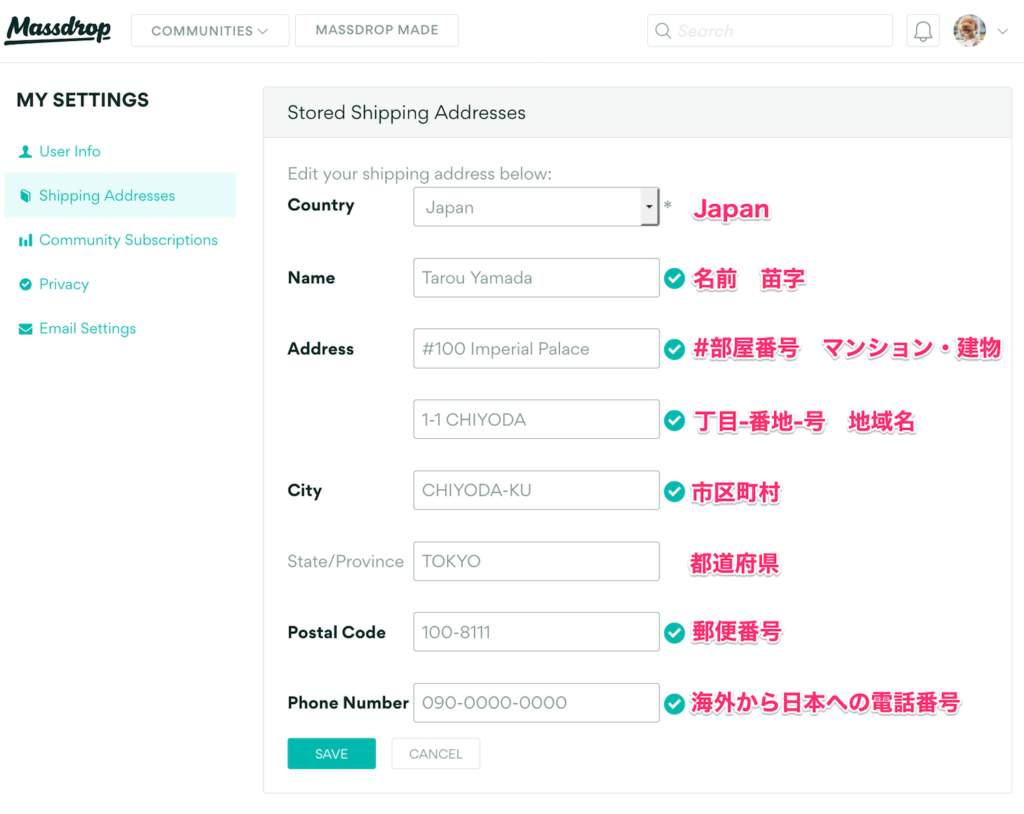 Massdrop
COMMUNITIES
MASSDROP MADE
Search
MY SETTINGS
User Info
Shipping Addresses
Community Subscriptions
Privacy
Email Settings
Stored Shipping Addresses
Edit your shipping address below:
Country Japan * Japan
Name Tarou Yamada 名前 苗字
Address #100 Imperial Palace #部屋番号 マンション・建物
1-1 CHIYODA 丁目-番地-号 地域名
City CHIYODA-KU 市区町村
State/Province TOKYO 都道府県
Postal Code 100-8111 郵便番号
Phone Number 090-0000-0000 海外から日本への電話番号
SAVE CANCEL